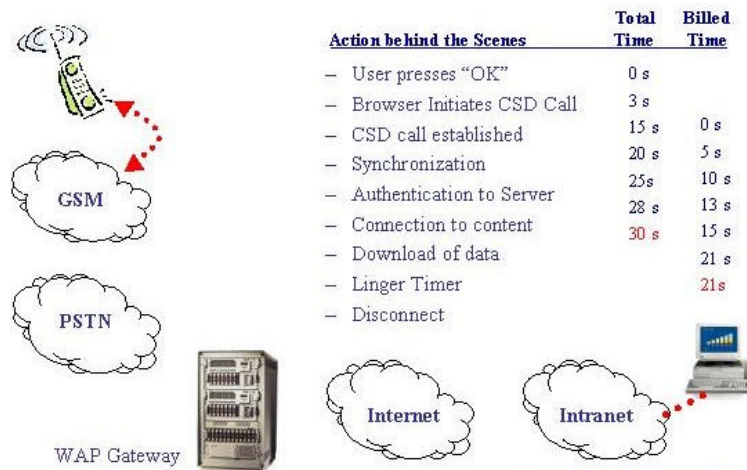 Total Billed
Action behind the Scenes Time Time
– User presses “OK” 0 s
– Browser Initiates CSD Call 3 s
– CSD call established 15 s 0 s
– Synchronization 20 s 5 s
– Authentication to Server 25s 10 s
– Connection to content 28 s 13 s
– Download of data 30 s 15 s
– Linger Timer 21 s
– Disconnect 21s
GSM
PSTN
WAP Gateway
Internet
Intranet